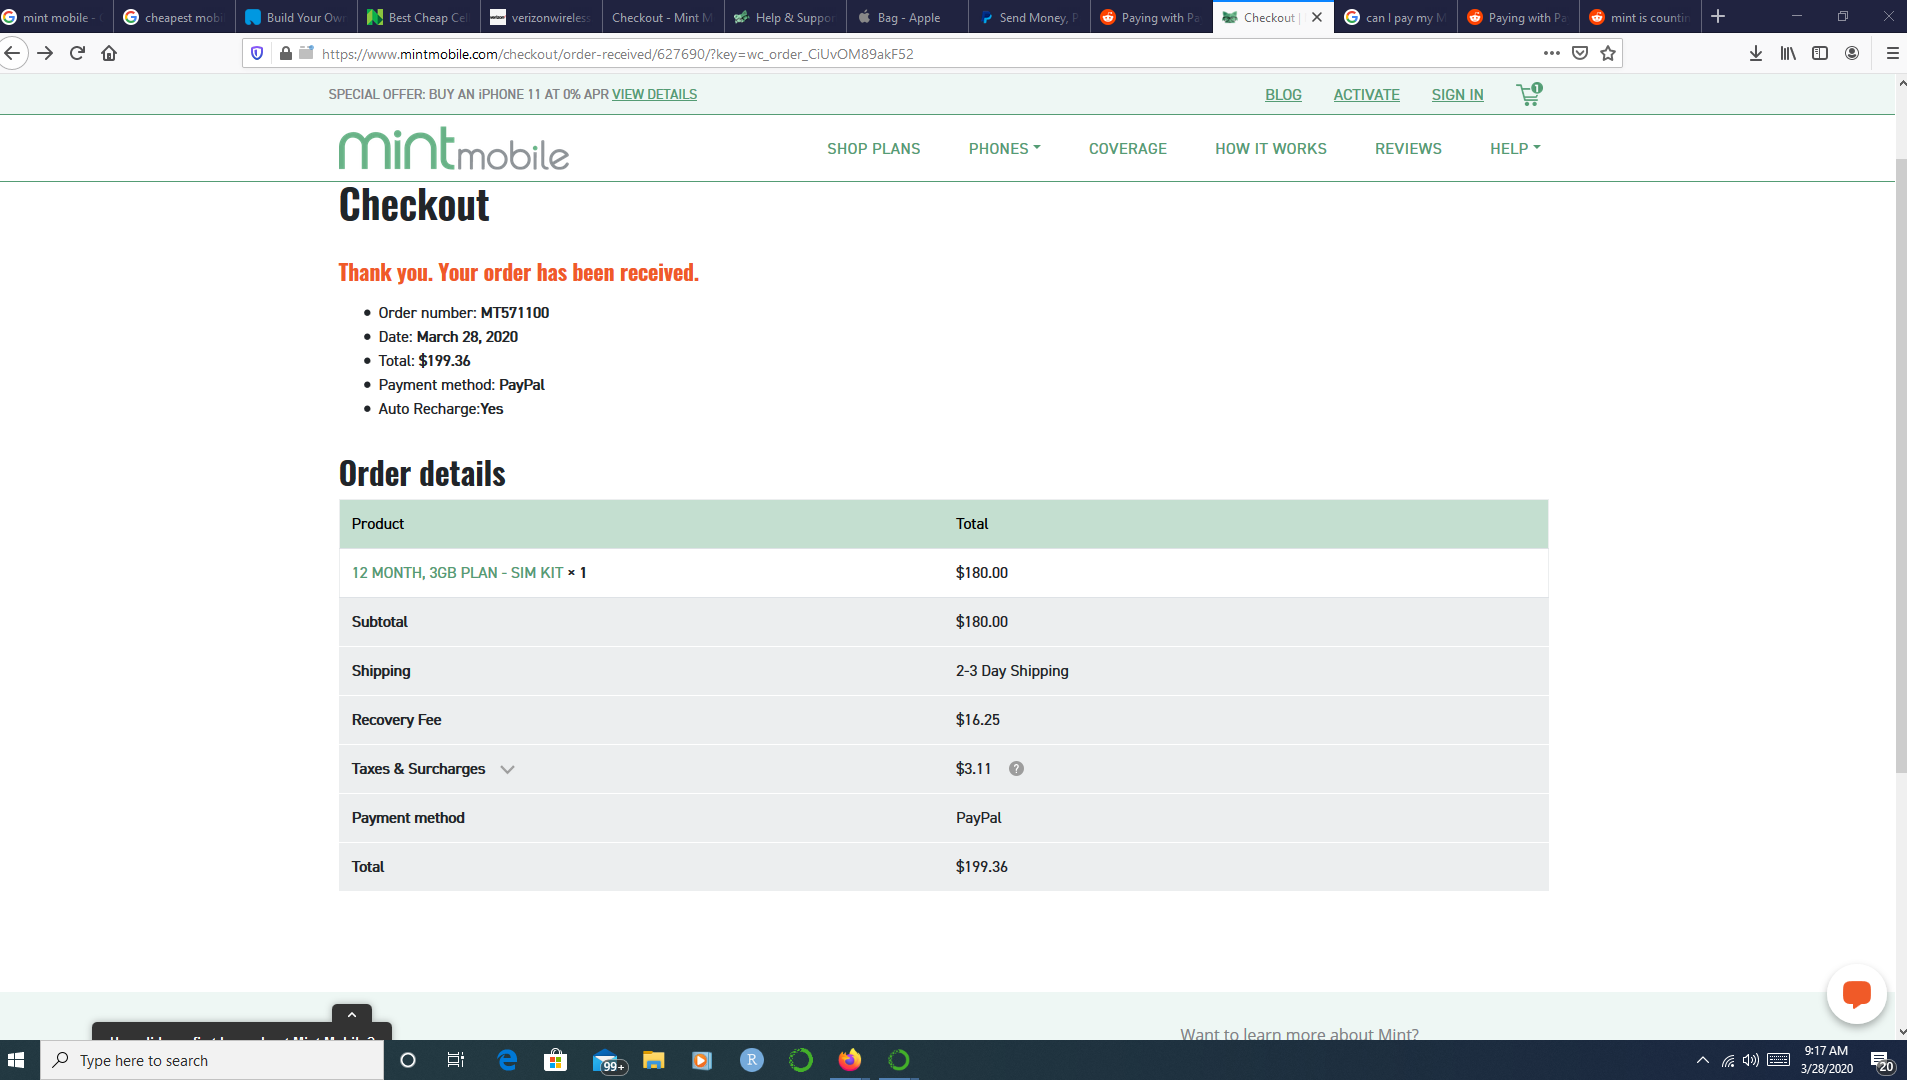 mint mobile - G
cheapest mobi
Build Your Ow
Best Cheap Cel
verizon verizonwireless
Checkout - Mint M
Help & Suppor
Bag - Apple
Send Money, P
Paying with Pa
Checkout |
can I pay my M
Paying with Pa
mint is countin
https://www.mintmobile.com/checkout/order-received/627690/?key=wc_order_CiUvOM89akF52
SPECIAL OFFER: BUY AN iPHONE 11 AT 0% APR VIEW DETAILS
BLOG ACTIVATE SIGN IN 1
mintmobile
SHOP PLANS PHONES COVERAGE HOW IT WORKS REVIEWS HELP
Checkout
Thank you. Your order has been received.
Order number: MT571100
Date: March 28, 2020
Total: $199.36
Payment method: PayPal
Auto Recharge:Yes
Order details
Product Total
12 MONTH, 3GB PLAN - SIM KIT × 1 $180.00
Subtotal $180.00
Shipping 2-3 Day Shipping
Recovery Fee $16.25
Taxes & Surcharges $3.11 ?
Payment method PayPal
Total $199.36
Want to learn more about Mint?
Type here to search
99+
R
9:17 AM
3/28/2020
20